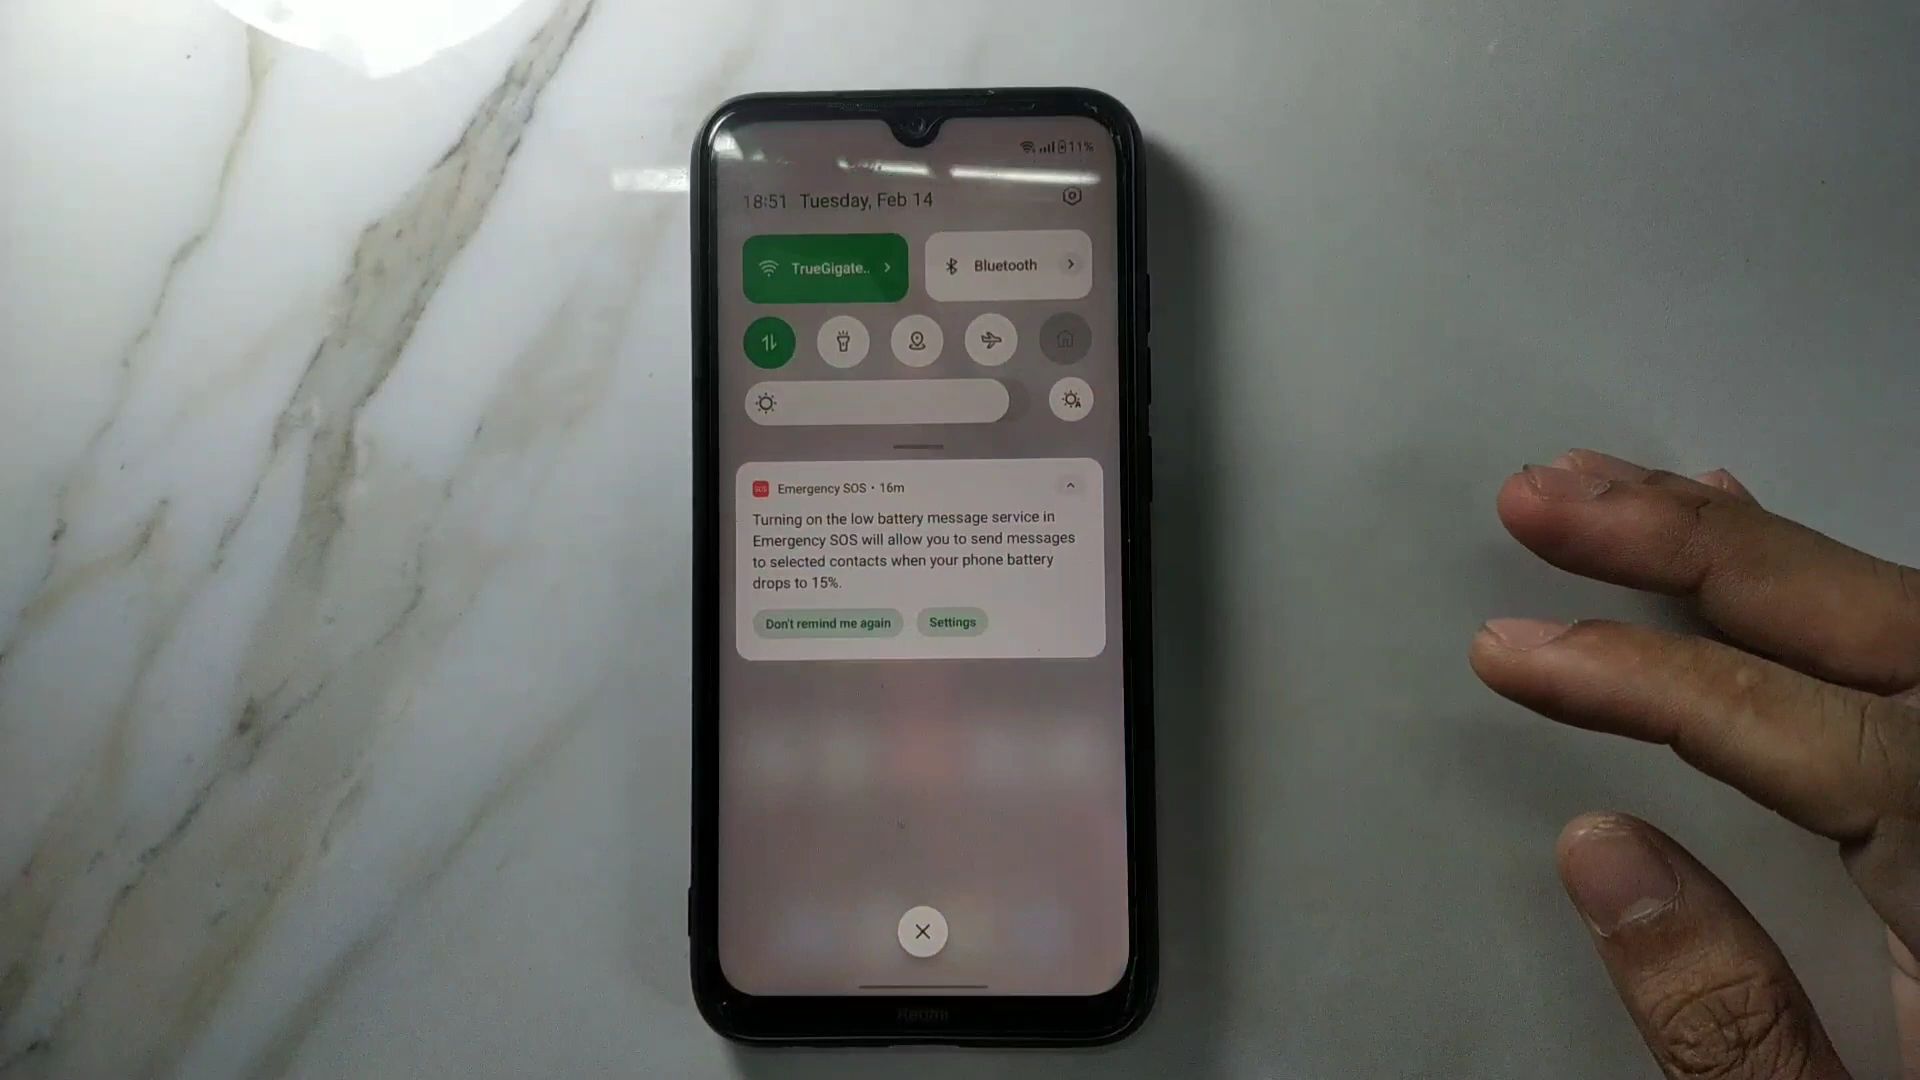 11%
18:51 Tuesday, Feb 14
TrueGigate.. Bluetooth
Emergency SOS • 16m
Turning on the low battery message service in
Emergency SOS will allow you to send messages
to selected contacts when your phone battery
drops to 15%.
Don't remind me again Settings
Redmi